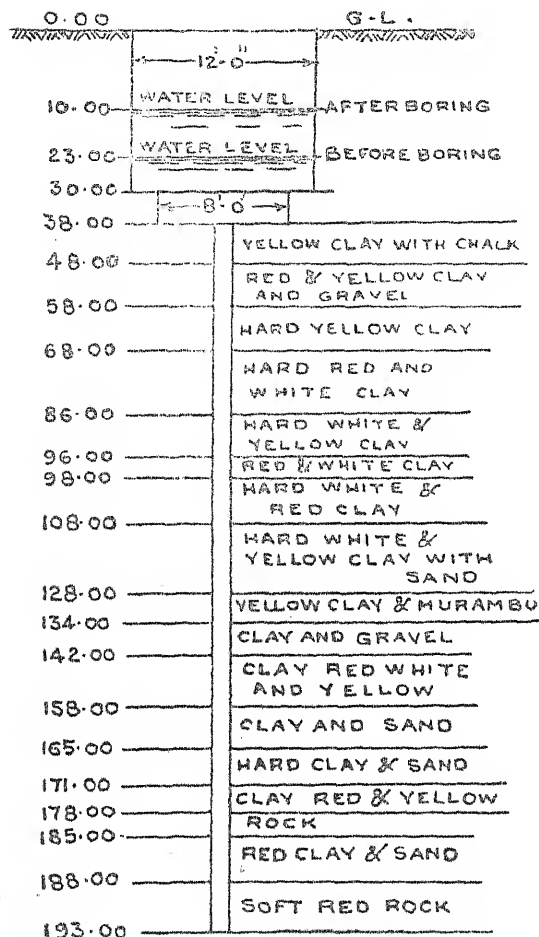 0.00 G.L.
12'-0"
WATER LEVEL
10.00 AFTER BORING
WATER LEVEL
23.00 BEFORE BORING
30.00
8'-0"
38.00
YELLOW CLAY WITH CHALK
48.00
RED & YELLOW CLAY
AND GRAVEL
58.00
HARD YELLOW CLAY
68.00
HARD RED AND
WHITE CLAY
86.00
HARD WHITE &
YELLOW CLAY
96.00
RED & WHITE CLAY
98.00
HARD WHITE &
RED CLAY
108.00
HARD WHITE &
YELLOW CLAY WITH
SAND
128.00
YELLOW CLAY & MURAMBU
134.00
CLAY AND GRAVEL
142.00
CLAY RED WHITE
AND YELLOW
158.00
CLAY AND SAND
165.00
HARD CLAY & SAND
171.00
CLAY RED & YELLOW
178.00
ROCK
185.00
RED CLAY & SAND
188.00
SOFT RED ROCK
193.00